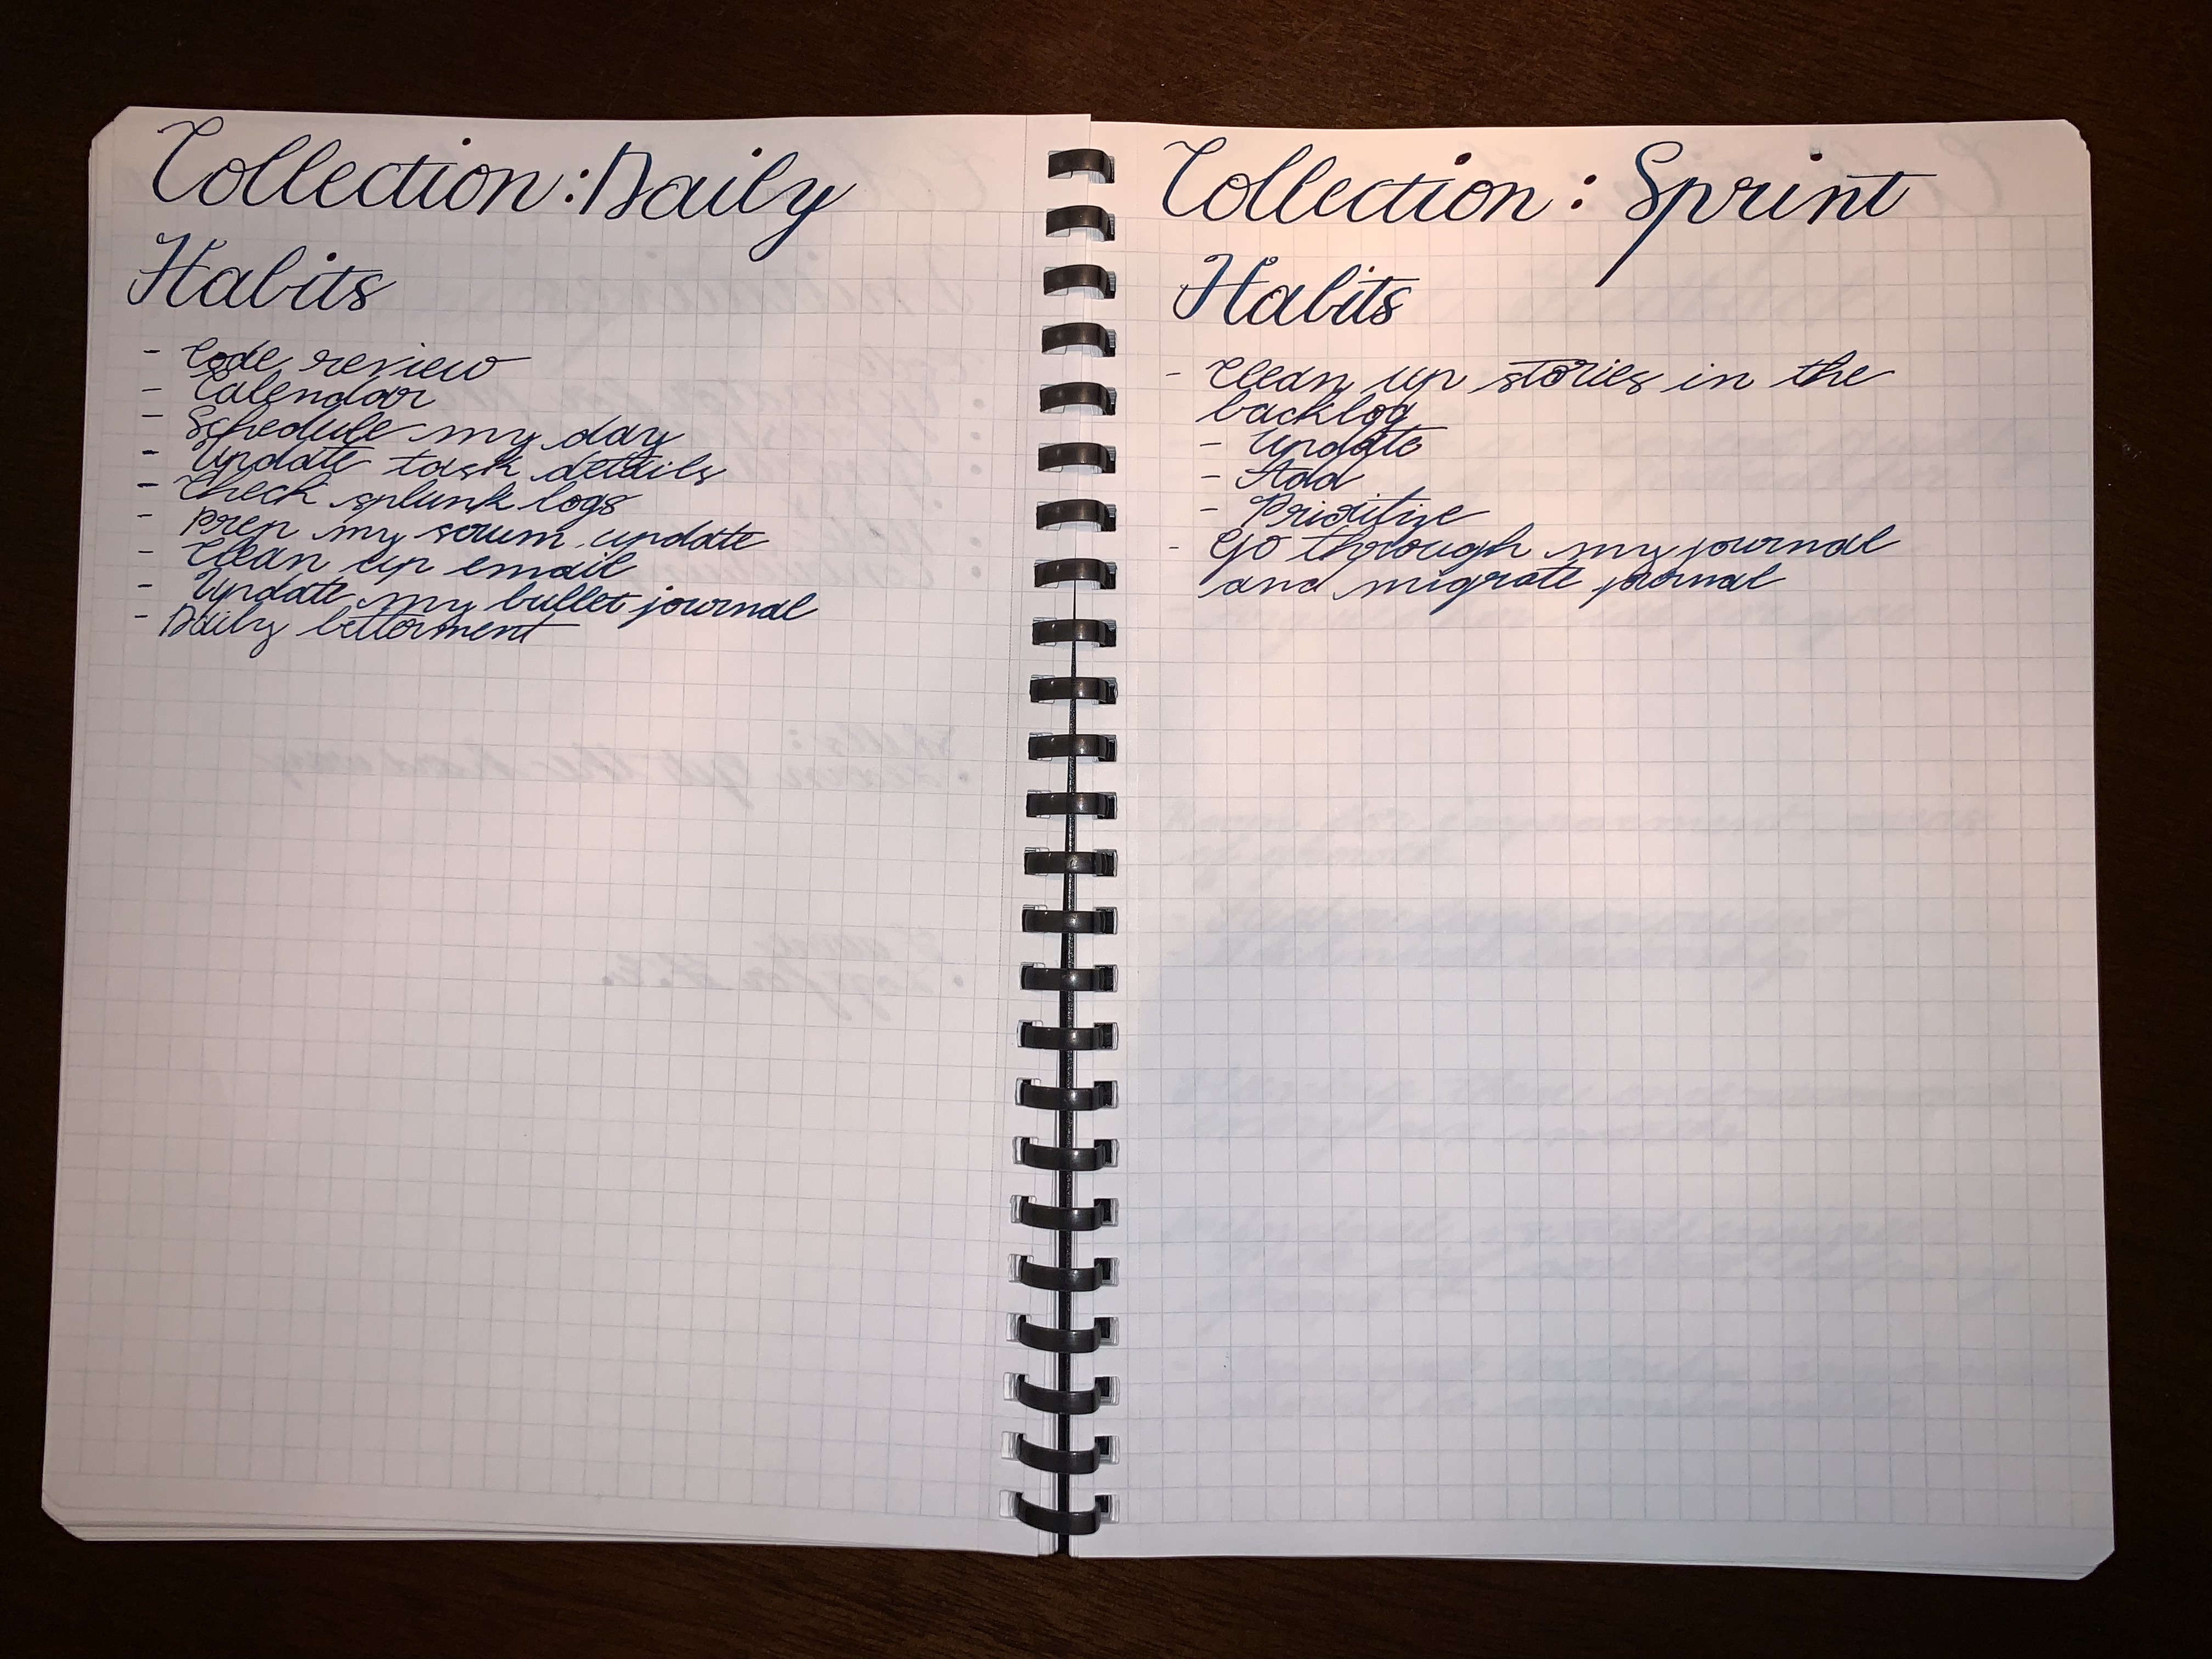 Collection: Daily
Habits
- Code review
- Calendar
- Schedule my day
- Update task details
- Check splunk logs
- Prep my scrum update
- Clean up email
- Update my bullet journal
- Daily betterment
Collection: Sprint
Habits
- Clean up stories in the
backlog
- Update
- Add
- Prioitize
- Go through my journal
and migrate journal